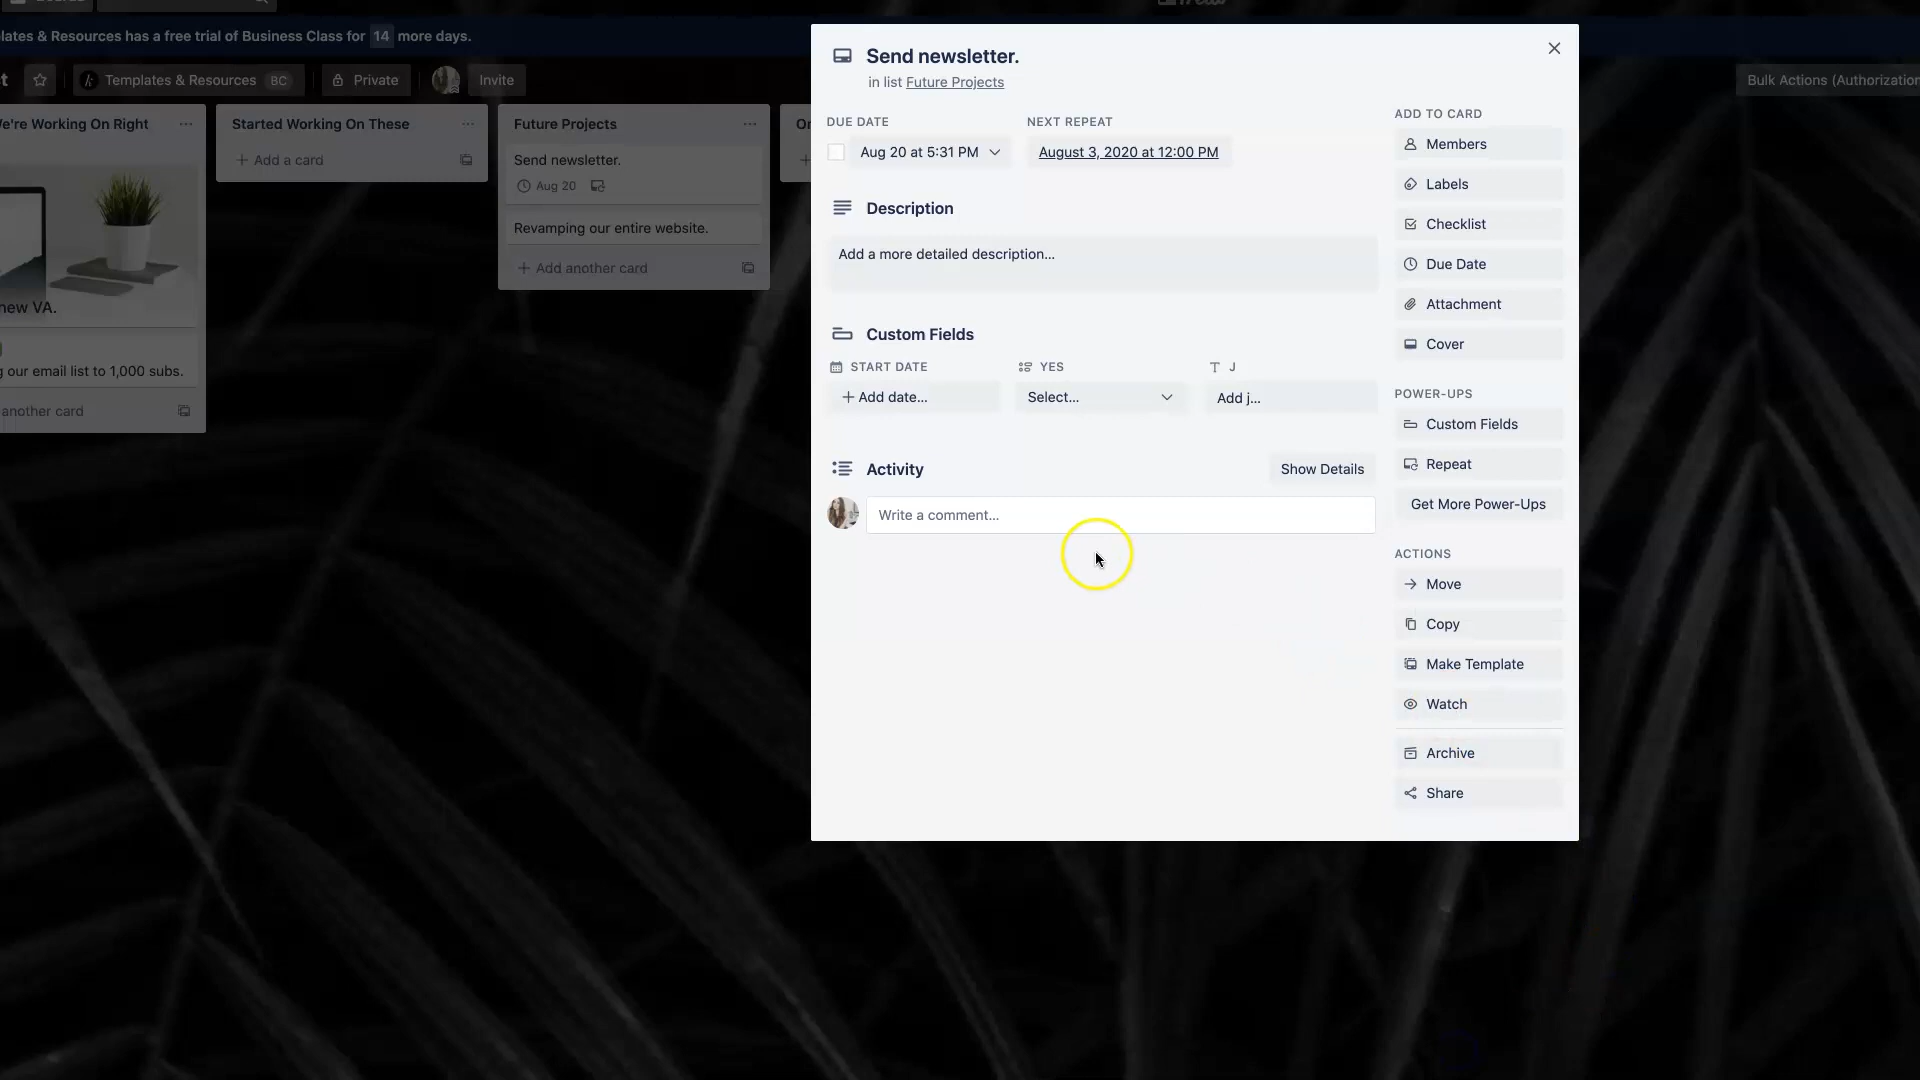 lates & Resources has a free trial of Business Class for 14 more days.
t
Templates & Resources BC
Private
Invite
Bulk Actions (Authorization
e're Working On Right
new VA.
g our email list to 1,000 subs.
another card
Started Working On These
+ Add a card
Future Projects
Send newsletter.
Aug 20
Revamping our entire website.
+ Add another card
Send newsletter.
in list Future Projects
DUE DATE
Aug 20 at 5:31 PM
NEXT REPEAT
August 3, 2020 at 12:00 PM
Description
Add a more detailed description...
Custom Fields
START DATE
+ Add date...
YES
Select...
J
Add j...
Activity
Show Details
Write a comment...
ADD TO CARD
Members
Labels
Checklist
Due Date
Attachment
Cover
POWER-UPS
Custom Fields
Repeat
Get More Power-Ups
ACTIONS
Move
Copy
Make Template
Watch
Archive
Share